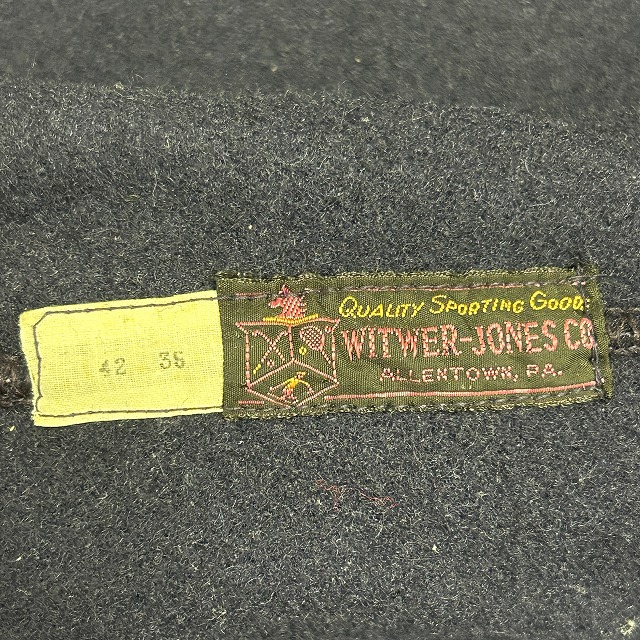 42 36
QUALITY SPORTING GOODS
WITWER-JONES CO
ALLENTOWN, PA.